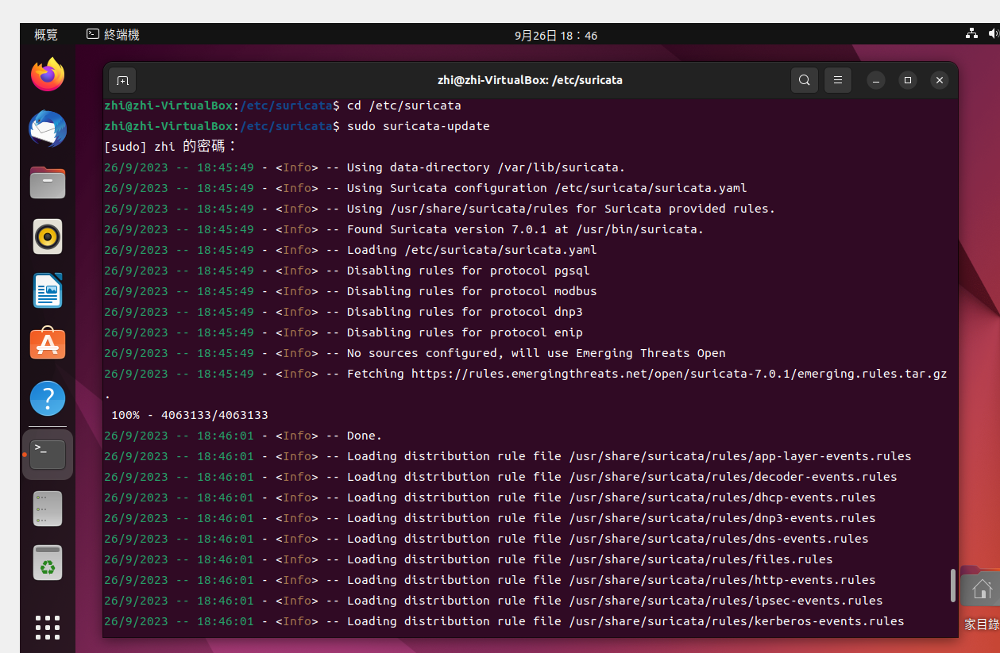 概覽 終端機 9月26日 18：46
zhi@zhi-VirtualBox: /etc/suricata
zhi@zhi-VirtualBox:/etc/suricata$ cd /etc/suricata
zhi@zhi-VirtualBox:/etc/suricata$ sudo suricata-update
[sudo] zhi 的密碼：
26/9/2023 -- 18:45:49 - <Info> -- Using data-directory /var/lib/suricata.
26/9/2023 -- 18:45:49 - <Info> -- Using Suricata configuration /etc/suricata/suricata.yaml
26/9/2023 -- 18:45:49 - <Info> -- Using /usr/share/suricata/rules for Suricata provided rules.
26/9/2023 -- 18:45:49 - <Info> -- Found Suricata version 7.0.1 at /usr/bin/suricata.
26/9/2023 -- 18:45:49 - <Info> -- Loading /etc/suricata/suricata.yaml
26/9/2023 -- 18:45:49 - <Info> -- Disabling rules for protocol pgsql
26/9/2023 -- 18:45:49 - <Info> -- Disabling rules for protocol modbus
26/9/2023 -- 18:45:49 - <Info> -- Disabling rules for protocol dnp3
26/9/2023 -- 18:45:49 - <Info> -- Disabling rules for protocol enip
26/9/2023 -- 18:45:49 - <Info> -- No sources configured, will use Emerging Threats Open
26/9/2023 -- 18:45:49 - <Info> -- Fetching https://rules.emergingthreats.net/open/suricata-7.0.1/emerging.rules.tar.gz
.
100% - 4063133/4063133
26/9/2023 -- 18:46:01 - <Info> -- Done.
26/9/2023 -- 18:46:01 - <Info> -- Loading distribution rule file /usr/share/suricata/rules/app-layer-events.rules
26/9/2023 -- 18:46:01 - <Info> -- Loading distribution rule file /usr/share/suricata/rules/decoder-events.rules
26/9/2023 -- 18:46:01 - <Info> -- Loading distribution rule file /usr/share/suricata/rules/dhcp-events.rules
26/9/2023 -- 18:46:01 - <Info> -- Loading distribution rule file /usr/share/suricata/rules/dnp3-events.rules
26/9/2023 -- 18:46:01 - <Info> -- Loading distribution rule file /usr/share/suricata/rules/dns-events.rules
26/9/2023 -- 18:46:01 - <Info> -- Loading distribution rule file /usr/share/suricata/rules/files.rules
26/9/2023 -- 18:46:01 - <Info> -- Loading distribution rule file /usr/share/suricata/rules/http-events.rules
26/9/2023 -- 18:46:01 - <Info> -- Loading distribution rule file /usr/share/suricata/rules/ipsec-events.rules
26/9/2023 -- 18:46:01 - <Info> -- Loading distribution rule file /usr/share/suricata/rules/kerberos-events.rules
家目錄